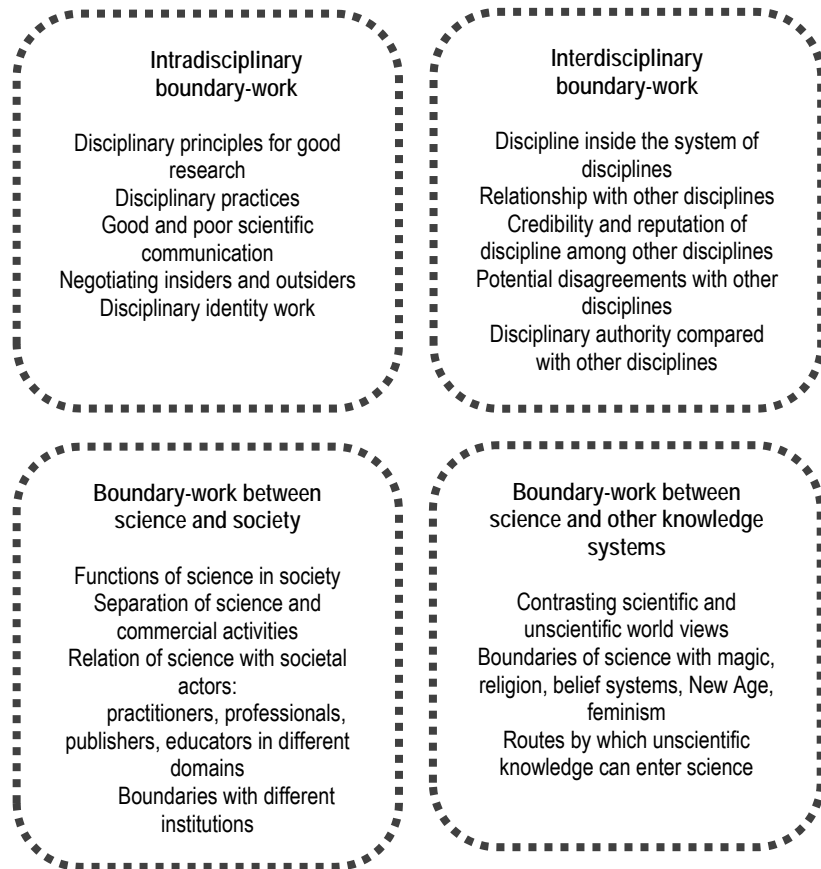 Intradisciplinary
boundary-work
Disciplinary principles for good
research
Disciplinary practices
Good and poor scientific
communication
Negotiating insiders and outsiders
Disciplinary identity work
Interdisciplinary
boundary-work
Discipline inside the system of
disciplines
Relationship with other disciplines
Credibility and reputation of
discipline among other disciplines
Potential disagreements with other
disciplines
Disciplinary authority compared
with other disciplines
Boundary-work between
science and society
Functions of science in society
Separation of science and
commercial activities
Relation of science with societal
actors:
practitioners, professionals,
publishers, educators in different
domains
Boundaries with different
institutions
Boundary-work between
science and other knowledge
systems
Contrasting scientific and
unscientific world views
Boundaries of science with magic,
religion, belief systems, New Age,
feminism
Routes by which unscientific
knowledge can enter science